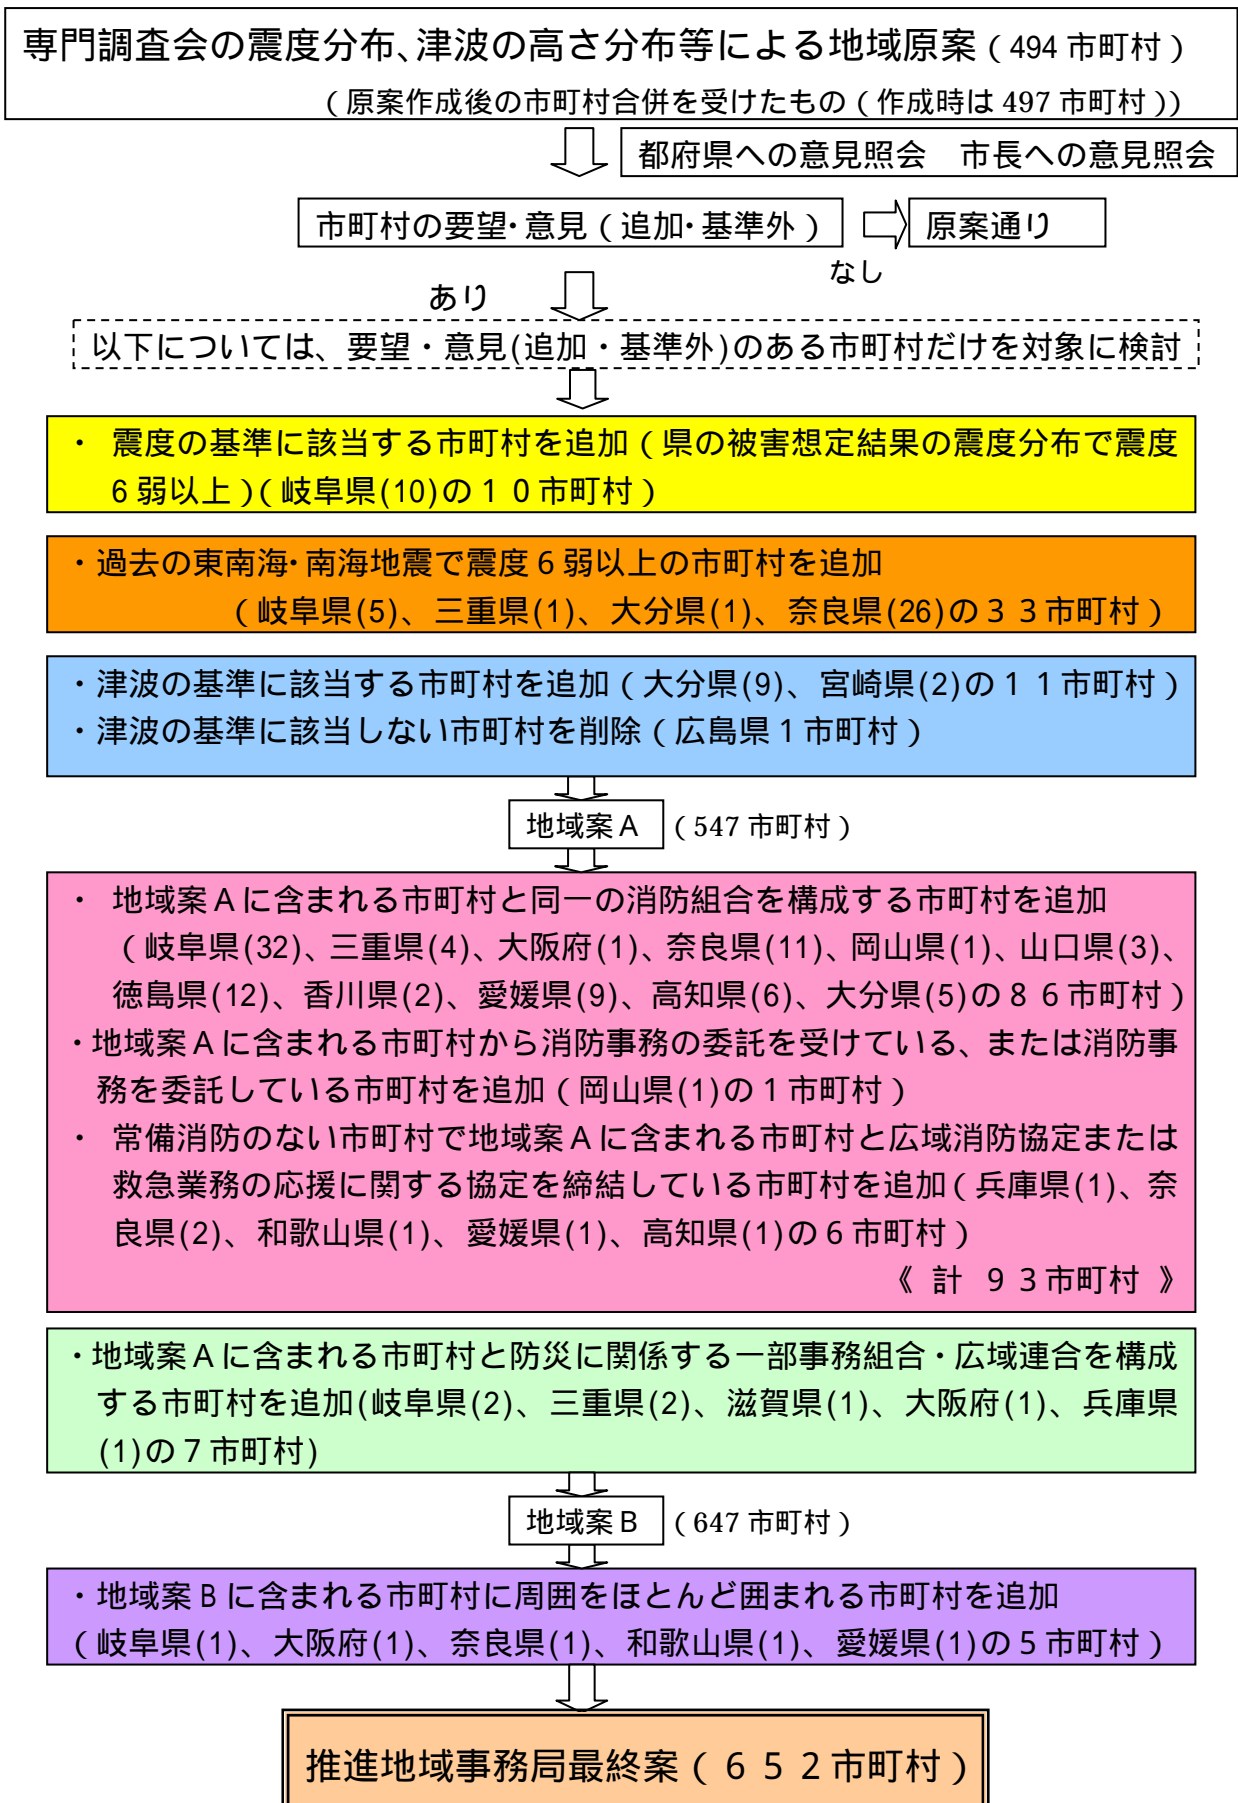 専門調査会の震度分布、津波の高さ分布等による地域原案（494 市町村）
（原案作成後の市町村合併を受けたもの（作成時は 497 市町村））
都府県への意見照会　市長への意見照会
市町村の要望・意見（追加・基準外）
原案通り
なし
あり
以下については、要望・意見(追加・基準外)のある市町村だけを対象に検討
・　震度の基準に該当する市町村を追加（県の被害想定結果の震度分布で震度
6 弱以上）（岐阜県(10)の１０市町村）
・過去の東南海・南海地震で震度６弱以上の市町村を追加
（岐阜県(5)、三重県(1)、大分県(1)、奈良県(26)の３３市町村）
・津波の基準に該当する市町村を追加（大分県(9)、宮崎県(2)の１１市町村）
・津波の基準に該当しない市町村を削除（広島県１市町村）
地域案Ａ
（547 市町村）
・　地域案Ａに含まれる市町村と同一の消防組合を構成する市町村を追加
（岐阜県(32)、三重県(4)、大阪府(1)、奈良県(11)、岡山県(1)、山口県(3)、
徳島県(12)、香川県(2)、愛媛県(9)、高知県(6)、大分県(5)の８６市町村）
・地域案Ａに含まれる市町村から消防事務の委託を受けている、または消防事
務を委託している市町村を追加（岡山県(1)の１市町村）
・　常備消防のない市町村で地域案Ａに含まれる市町村と広域消防協定または
救急業務の応援に関する協定を締結している市町村を追加（兵庫県(1)、奈
良県(2)、和歌山県(1)、愛媛県(1)、高知県(1)の６市町村）
《 計　９３市町村 》
・地域案Ａに含まれる市町村と防災に関係する一部事務組合・広域連合を構成
する市町村を追加(岐阜県(2)、三重県(2)、滋賀県(1)、大阪府(1)、兵庫県
(1)の７市町村)
地域案Ｂ
（647 市町村）
・地域案Ｂに含まれる市町村に周囲をほとんど囲まれる市町村を追加
（岐阜県(1)、大阪府(1)、奈良県(1)、和歌山県(1)、愛媛県(1)の５市町村）
推進地域事務局最終案（６５２市町村）